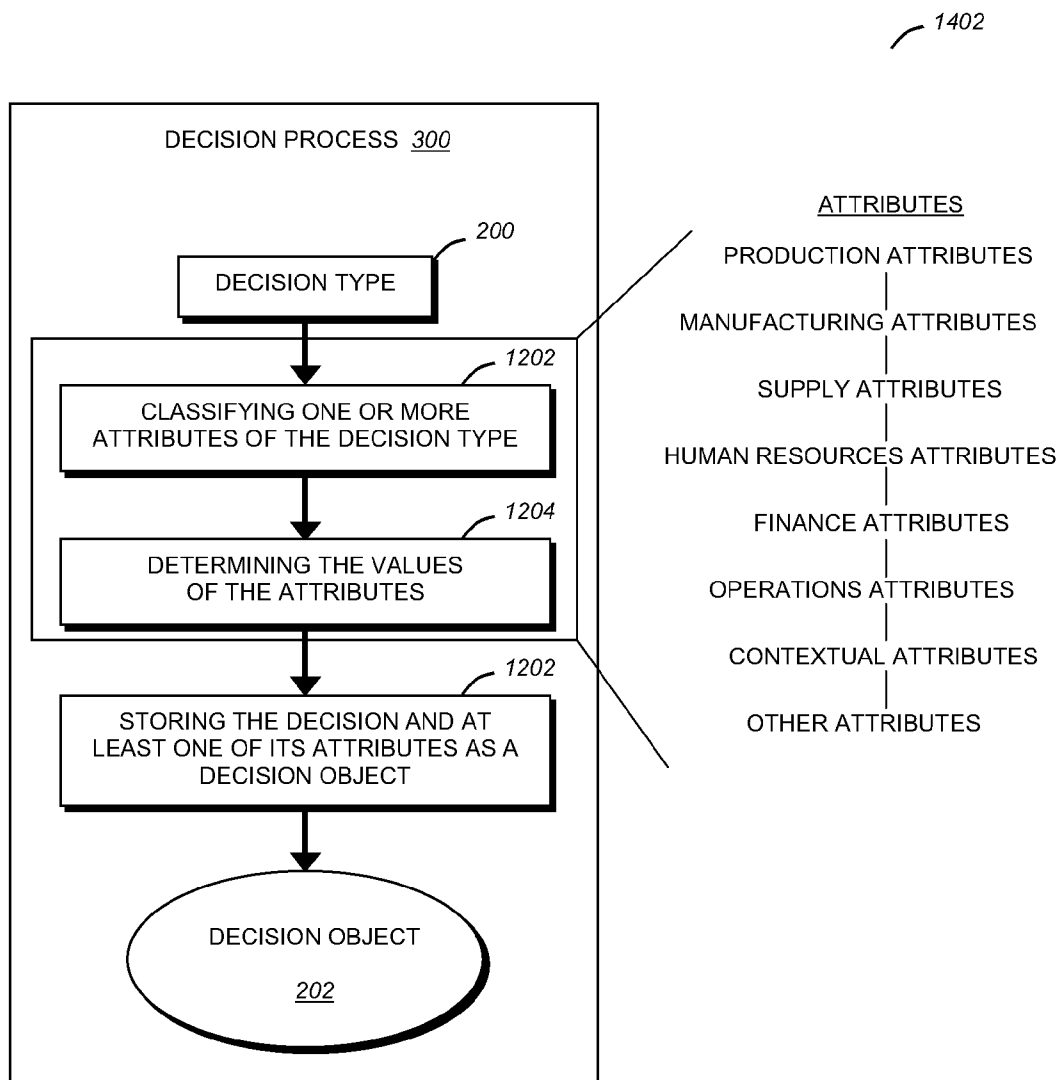 1402
DECISION PROCESS 300
200
DECISION TYPE
1202
CLASSIFYING ONE OR MORE
ATTRIBUTES OF THE DECISION TYPE
1204
DETERMINING THE VALUES
OF THE ATTRIBUTES
1202
STORING THE DECISION AND AT
LEAST ONE OF ITS ATTRIBUTES AS A
DECISION OBJECT
DECISION OBJECT
202
ATTRIBUTES
PRODUCTION ATTRIBUTES
MANUFACTURING ATTRIBUTES
SUPPLY ATTRIBUTES
HUMAN RESOURCES ATTRIBUTES
FINANCE ATTRIBUTES
OPERATIONS ATTRIBUTES
CONTEXTUAL ATTRIBUTES
OTHER ATTRIBUTES